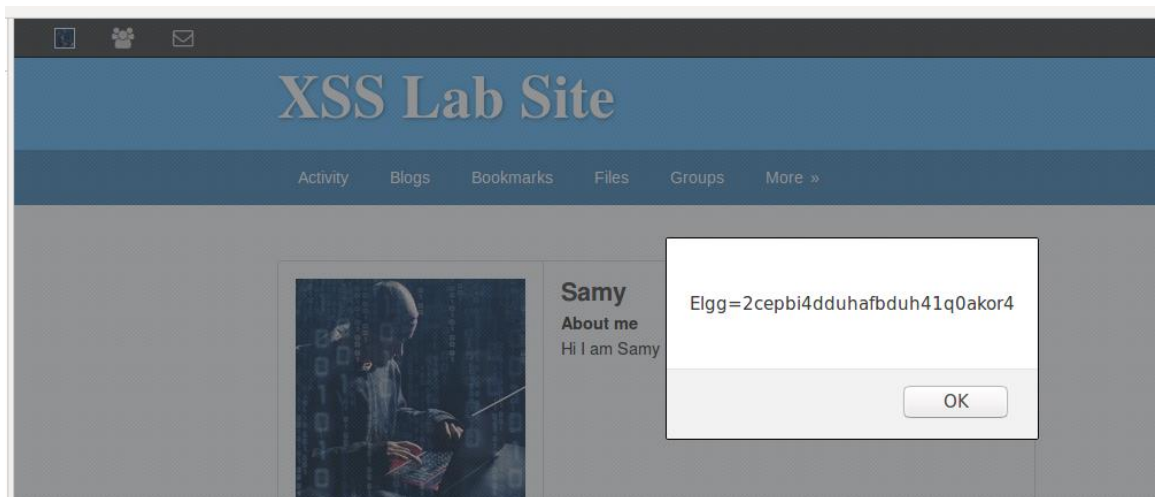 XSS Lab Site
Activity Blogs Bookmarks Files Groups More »
Samy
About me
Hi I am Samy
Elgg=2cepbi4dduhafbduh41q0akor4
OK